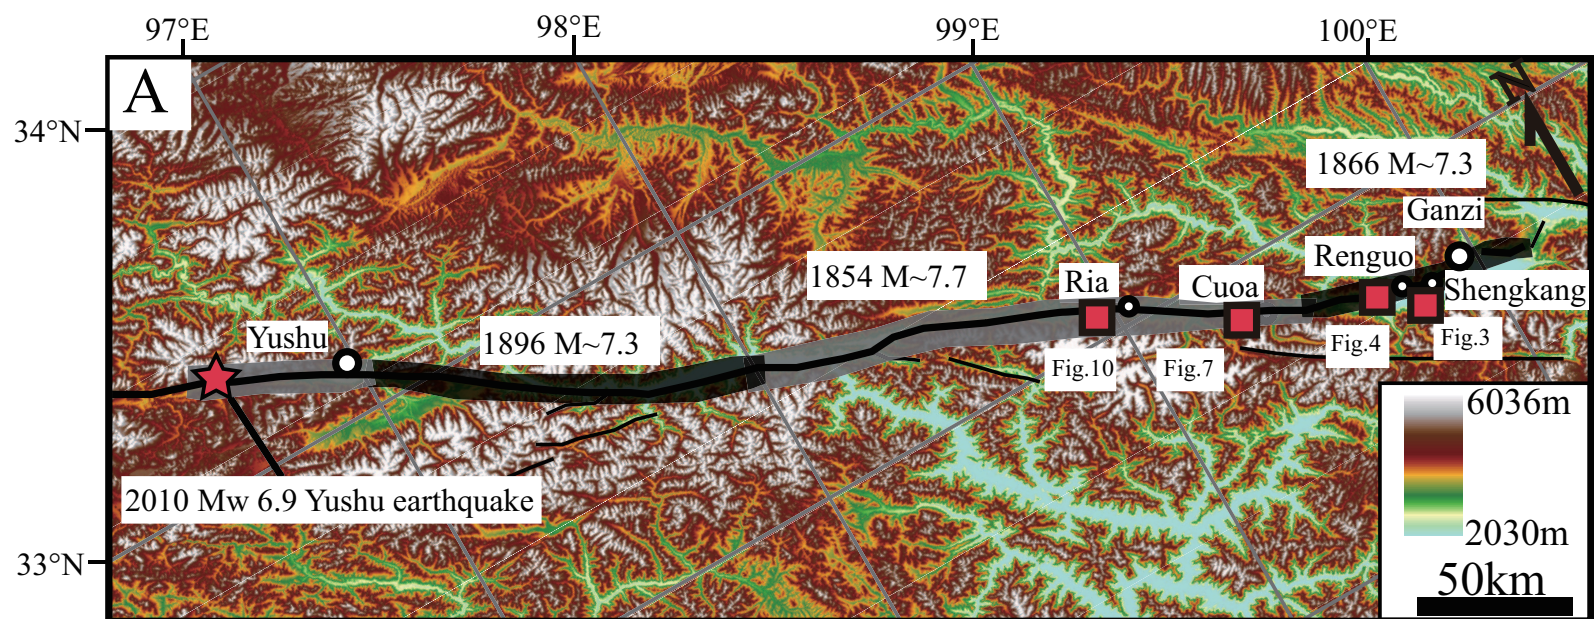 97°E
98°E
99°E
100°E
A
N
34°N
1866 M~7.3
Ganzi
Renguo
1854 M~7.7
Ria
Cuoa
Shengkang
Yushu
1896 M~7.3
Fig.4
Fig.3
Fig.10
Fig.7
6036m
2010 Mw 6.9 Yushu earthquake
2030m
33°N
50km